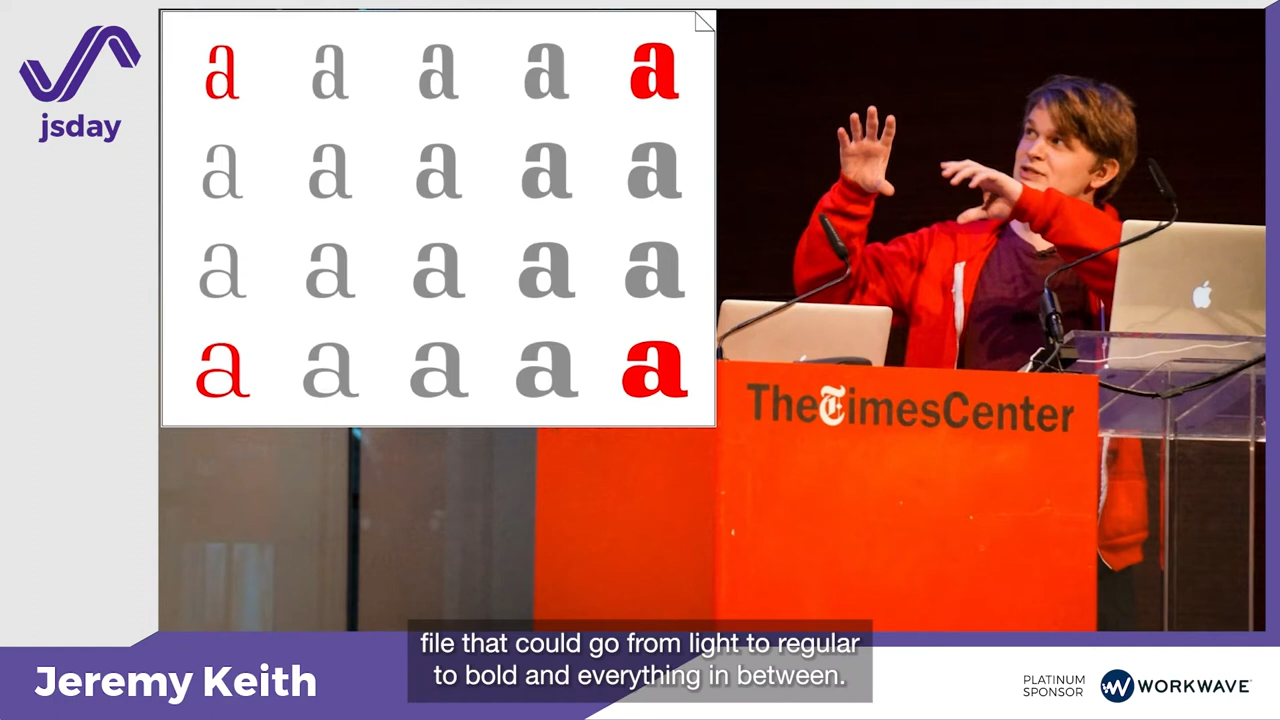 jsday
a a a a a
a a a a a
a a a a a
a a a a a
TheTimesCenter
file that could go from light to regular
to bold and everything in between.
Jeremy Keith
PLATINUM
SPONSOR
WORKWAVE